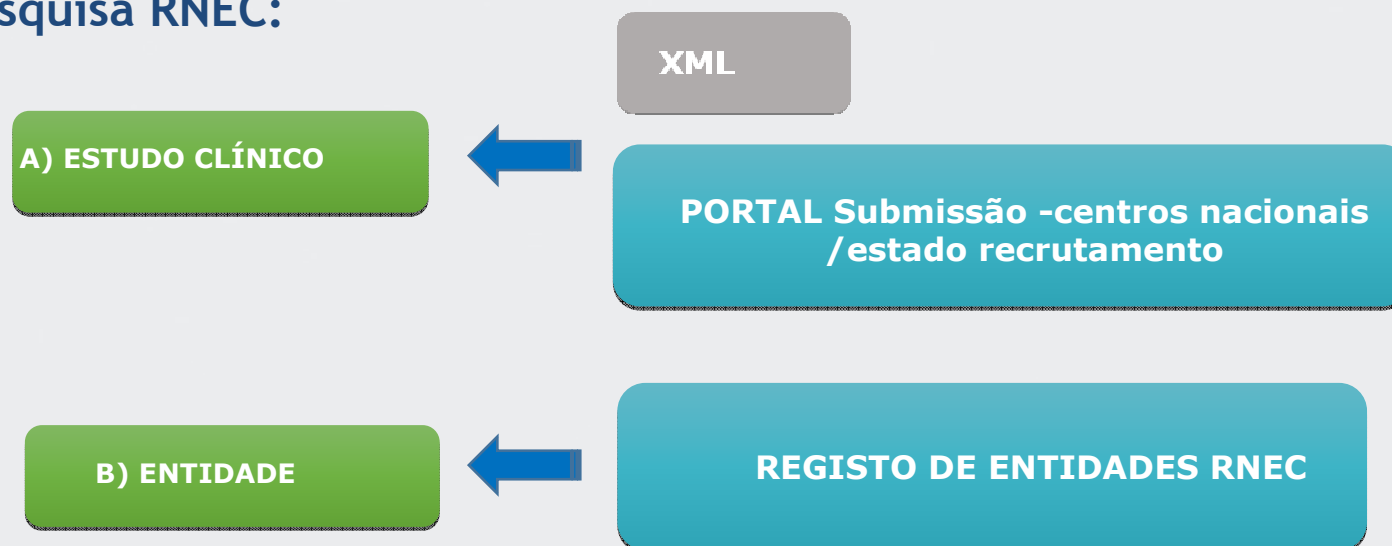 squisa RNEC:
XML
A) ESTUDO CLÍNICO
PORTAL Submissão -centros nacionais
/estado recrutamento
B) ENTIDADE
REGISTO DE ENTIDADES RNEC